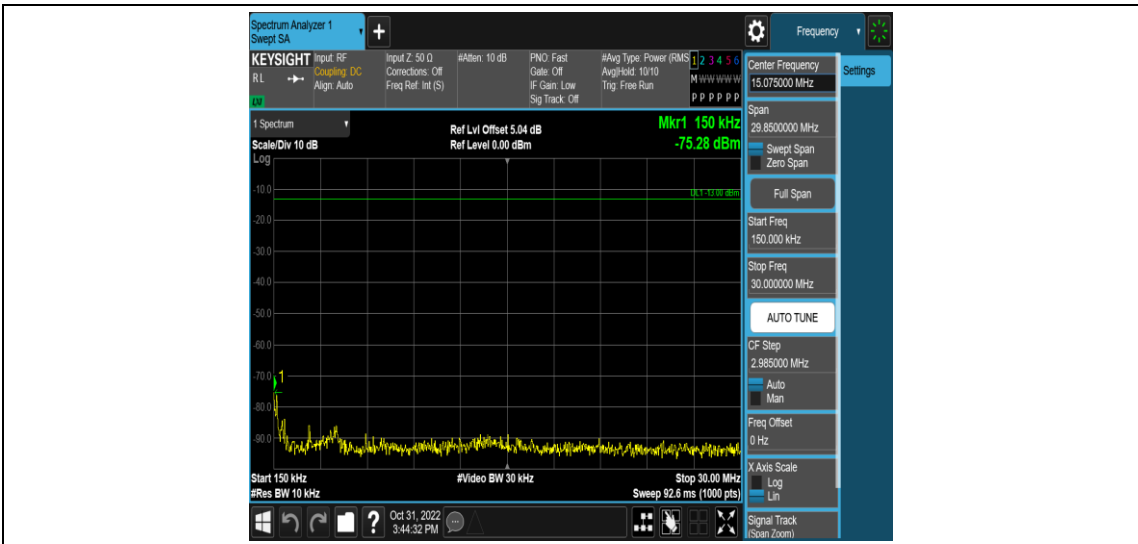 Spectrum Analyzer 1
Swept SA
+
Frequency
KEYSIGHT
RL
LXI
Input: RF
Coupling: DC
Align: Auto
Input Z: 50 Ω
Corrections: Off
Freq Ref: Int (S)
#Atten: 10 dB
PNO: Fast
Gate: Off
IF Gain: Low
Sig Track: Off
#Avg Type: Power (RMS
Avg|Hold: 10/10
Trig: Free Run
1 2 3 4 5 6
M W W W W W
P P P P P P
1 Spectrum
Scale/Div 10 dB
Log
Ref Lvl Offset 5.04 dB
Ref Level 0.00 dBm
Mkr1 150 kHz
-75.28 dBm
DL1 -13.00 dBm
-10.0
-20.0
-30.0
-40.0
-50.0
-60.0
-70.0
1
-80.0
-90.0
Start 150 kHz
#Video BW 30 kHz
Stop 30.00 MHz
#Res BW 10 kHz
Sweep 92.6 ms (1000 pts)
?
Oct 31, 2022
3:44:32 PM
Center Frequency
15.075000 MHz
Settings
Span
29.8500000 MHz
Swept Span
Zero Span
Full Span
Start Freq
150.000 kHz
Stop Freq
30.000000 MHz
AUTO TUNE
CF Step
2.985000 MHz
Auto
Man
Freq Offset
0 Hz
X Axis Scale
Log
Lin
Signal Track
(Span Zoom)